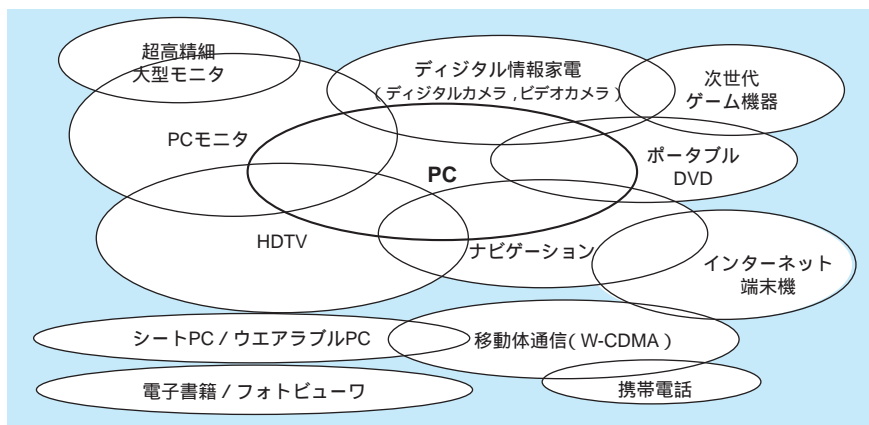 超高精細
大型モニタ
ディジタル情報家電
(ディジタルカメラ,ビデオカメラ)
次世代
ゲーム機器
PCモニタ
PC
ポータブル
DVD
HDTV
ナビゲーション
インターネット
端末機
シートPC / ウエアラブルPC
移動体通信( W-CDMA )
電子書籍 / フォトビューワ
携帯電話